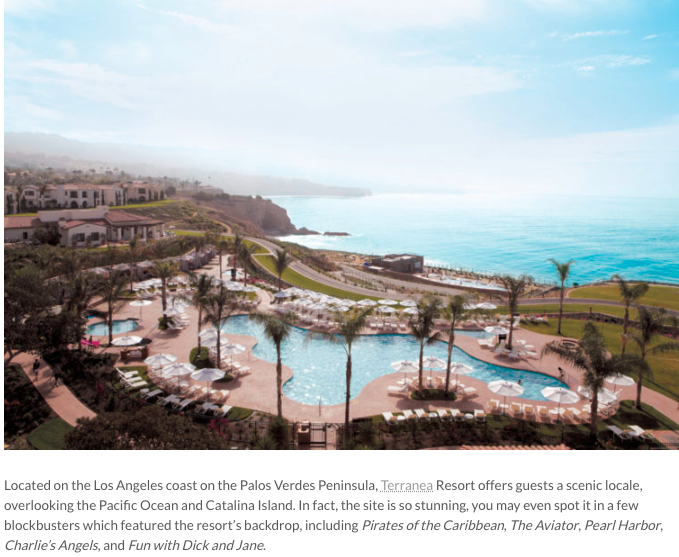 Located on the Los Angeles coast on the Palos Verdes Peninsula, Terranea Resort offers guests a scenic locale,
overlooking the Pacific Ocean and Catalina Island. In fact, the site is so stunning, you may even spot it in a few
blockbusters which featured the resort’s backdrop, including Pirates of the Caribbean, The Aviator, Pearl Harbor,
Charlie’s Angels, and Fun with Dick and Jane.